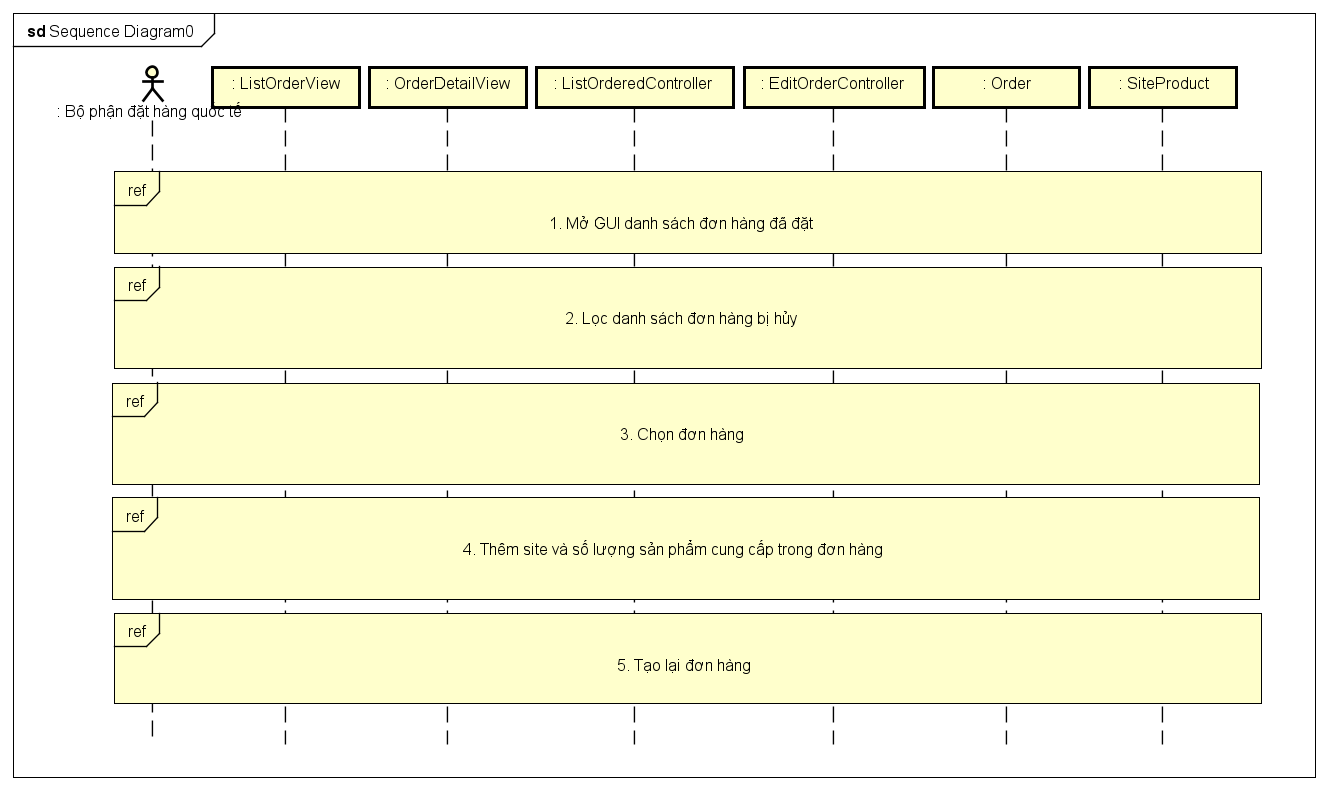 sd Sequence Diagram0
: Bộ phận đặt hàng quốc tế
: ListOrderView
: OrderDetailView
: ListOrderedController
: EditOrderController
: Order
: SiteProduct
ref
1. Mở GUI danh sách đơn hàng đã đặt
ref
2. Lọc danh sách đơn hàng bị hủy
ref
3. Chọn đơn hàng
ref
4. Thêm site và số lượng sản phẩm cung cấp trong đơn hàng
ref
5. Tạo lại đơn hàng